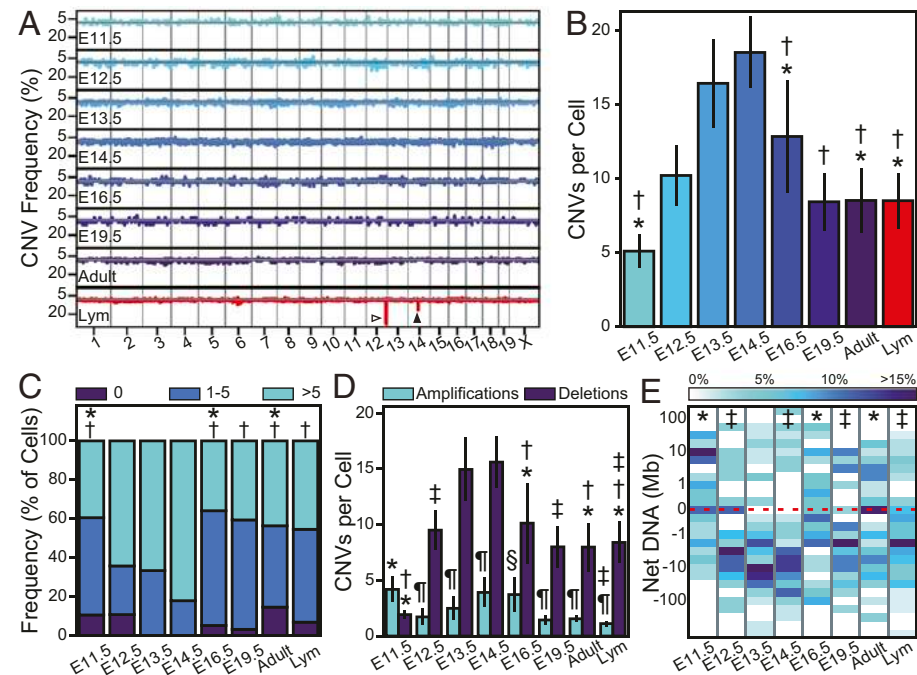 A
CNV Frequency (%)
5
20
E11.5
5
20
E12.5
5
20
E13.5
5
20
E14.5
5
20
E16.5
5
20
E19.5
5
20
Adult
5
20
Lym
1 2 3 4 5 6 7 8 9 10 11 12 13 14 15 16 17 18 19 X
B
CNVs per Cell
20
15
10
5
0
† * † * † † * † *
E11.5 E12.5 E13.5 E14.5 E16.5 E19.5 Adult Lym
C
0 1-5 >5
Frequency (% of Cells)
100
80
60
40
20
0
* * *
† † † † †
E11.5 E12.5 E13.5 E14.5 E16.5 E19.5 Adult Lym
D
Amplifications Deletions
CNVs per Cell
20
15
10
5
0
* † * ¶ ‡ ¶ ¶ § † * ¶ ‡ ¶ † * ‡ ¶ ‡ † *
E11.5 E12.5 E13.5 E14.5 E16.5 E19.5 Adult Lym
E
0% 5% 10% >15%
Net DNA (Mb)
100
10
1
0
-1
-10
-100
* ‡ ‡ * ‡ * ‡
E11.5 E12.5 E13.5 E14.5 E16.5 E19.5 Adult Lym